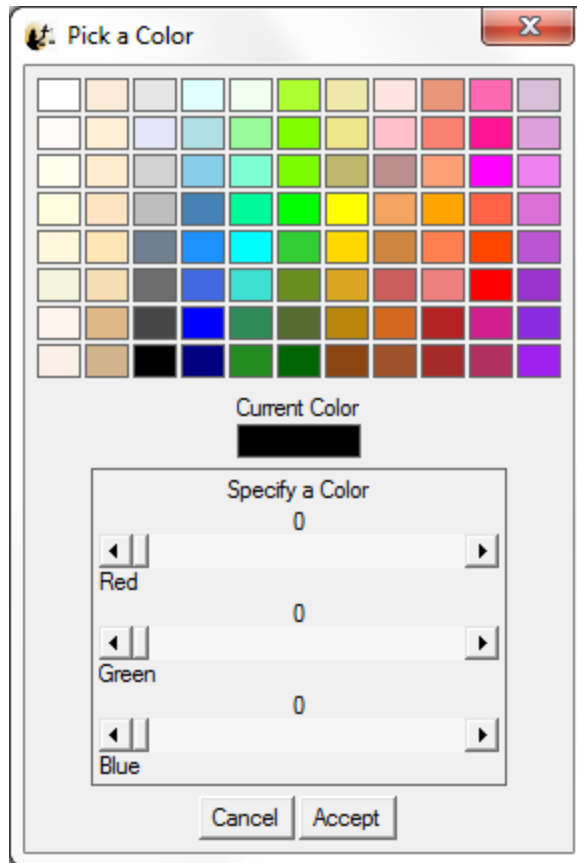 Pick a Color
Current Color
Specify a Color
0
Red
0
Green
0
Blue
Cancel Accept